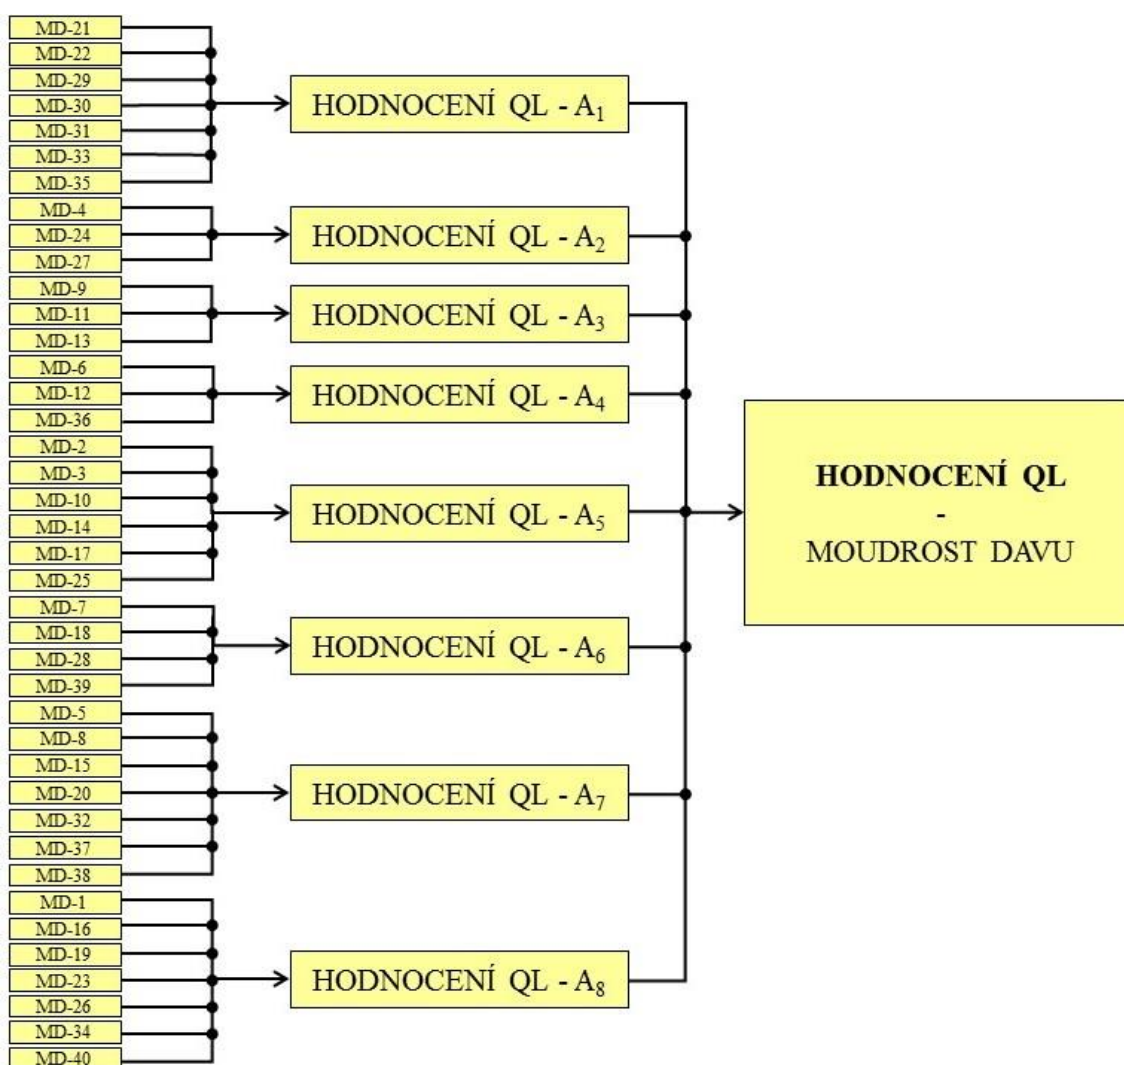 MD-21
MD-22
MD-29
MD-30
MD-31
MD-33
MD-35
MD-4
MD-24
MD-27
MD-9
MD-11
MD-13
MD-6
MD-12
MD-36
MD-2
MD-3
MD-10
MD-14
MD-17
MD-25
MD-7
MD-18
MD-28
MD-39
MD-5
MD-8
MD-15
MD-20
MD-32
MD-37
MD-38
MD-1
MD-16
MD-19
MD-23
MD-26
MD-34
MD-40
HODNOCENÍ QL - A₁
HODNOCENÍ QL - A₂
HODNOCENÍ QL - A₃
HODNOCENÍ QL - A₄
HODNOCENÍ QL - A₅
HODNOCENÍ QL - A₆
HODNOCENÍ QL - A₇
HODNOCENÍ QL - A₈
HODNOCENÍ QL
-
MOUDROST DAVU